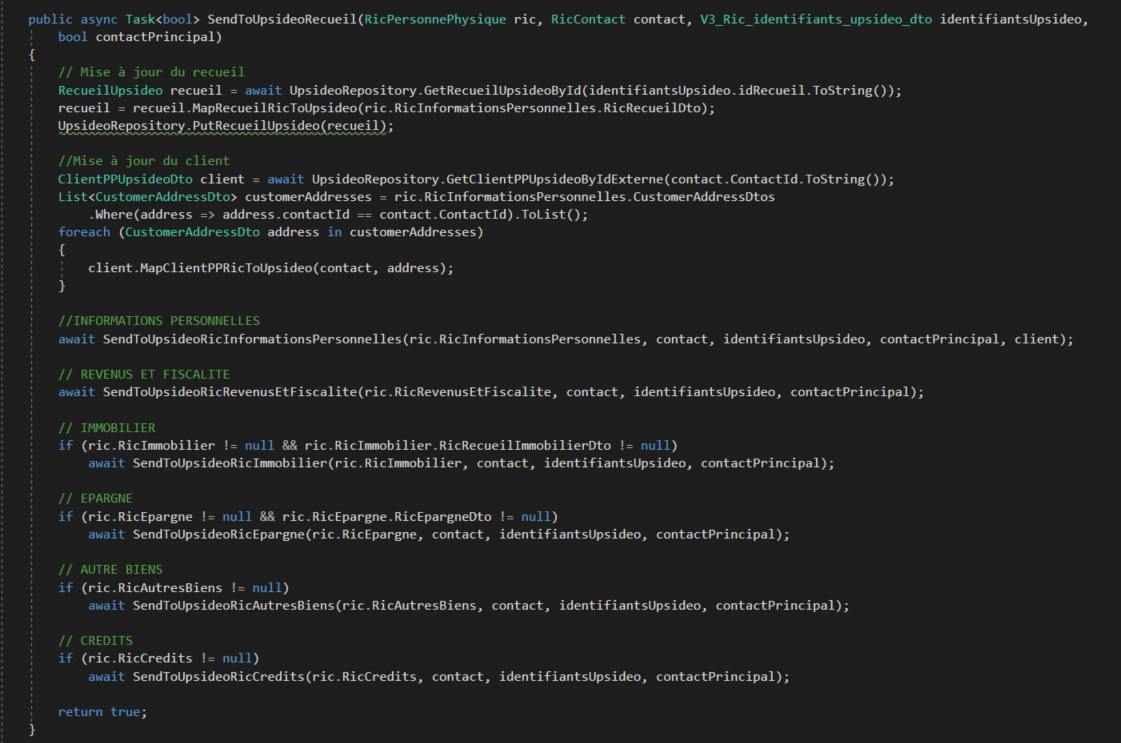 public async Task<bool> SendToUpsideoRecueil(RicPersonnePhysique ric, RicContact contact, V3_Ric_identifiants_upsideo_dto identifiantsUpsideo,
bool contactPrincipal)
{
// Mise à jour du recueil
RecueilUpsideo recueil = await UpsideoRepository.GetRecueilUpsideoById(identifiantsUpsideo.idRecueil.ToString());
recueil = recueil.MapRecueilRicToUpsideo(ric.RicInformationsPersonnelles.RicRecueilDto);
UpsideoRepository.PutRecueilUpsideo(recueil);
//Mise à jour du client
ClientPPUpsideoDto client = await UpsideoRepository.GetClientPPUpsideoByIdExterne(contact.ContactId.ToString());
List<CustomerAddressDto> customerAddresses = ric.RicInformationsPersonnelles.CustomerAddressDtos
.Where(address => address.contactId == contact.ContactId).ToList();
foreach (CustomerAddressDto address in customerAddresses)
{
client.MapClientPPRicToUpsideo(contact, address);
}
//INFORMATIONS PERSONNELLES
await SendToUpsideoRicInformationsPersonnelles(ric.RicInformationsPersonnelles, contact, identifiantsUpsideo, contactPrincipal, client);
// REVENUS ET FISCALITE
await SendToUpsideoRicRevenusEtFiscalite(ric.RicRevenusEtFiscalite, contact, identifiantsUpsideo, contactPrincipal);
// IMMOBILIER
if (ric.RicImmobilier != null && ric.RicImmobilier.RicRecueilImmobilierDto != null)
await SendToUpsideoRicImmobilier(ric.RicImmobilier, contact, identifiantsUpsideo, contactPrincipal);
// EPARGNE
if (ric.RicEpargne != null && ric.RicEpargne.RicEpargneDto != null)
await SendToUpsideoRicEpargne(ric.RicEpargne, contact, identifiantsUpsideo, contactPrincipal);
// AUTRE BIENS
if (ric.RicAutresBiens != null)
await SendToUpsideoRicAutresBiens(ric.RicAutresBiens, contact, identifiantsUpsideo, contactPrincipal);
// CREDITS
if (ric.RicCredits != null)
await SendToUpsideoRicCredits(ric.RicCredits, contact, identifiantsUpsideo, contactPrincipal);
return true;
}